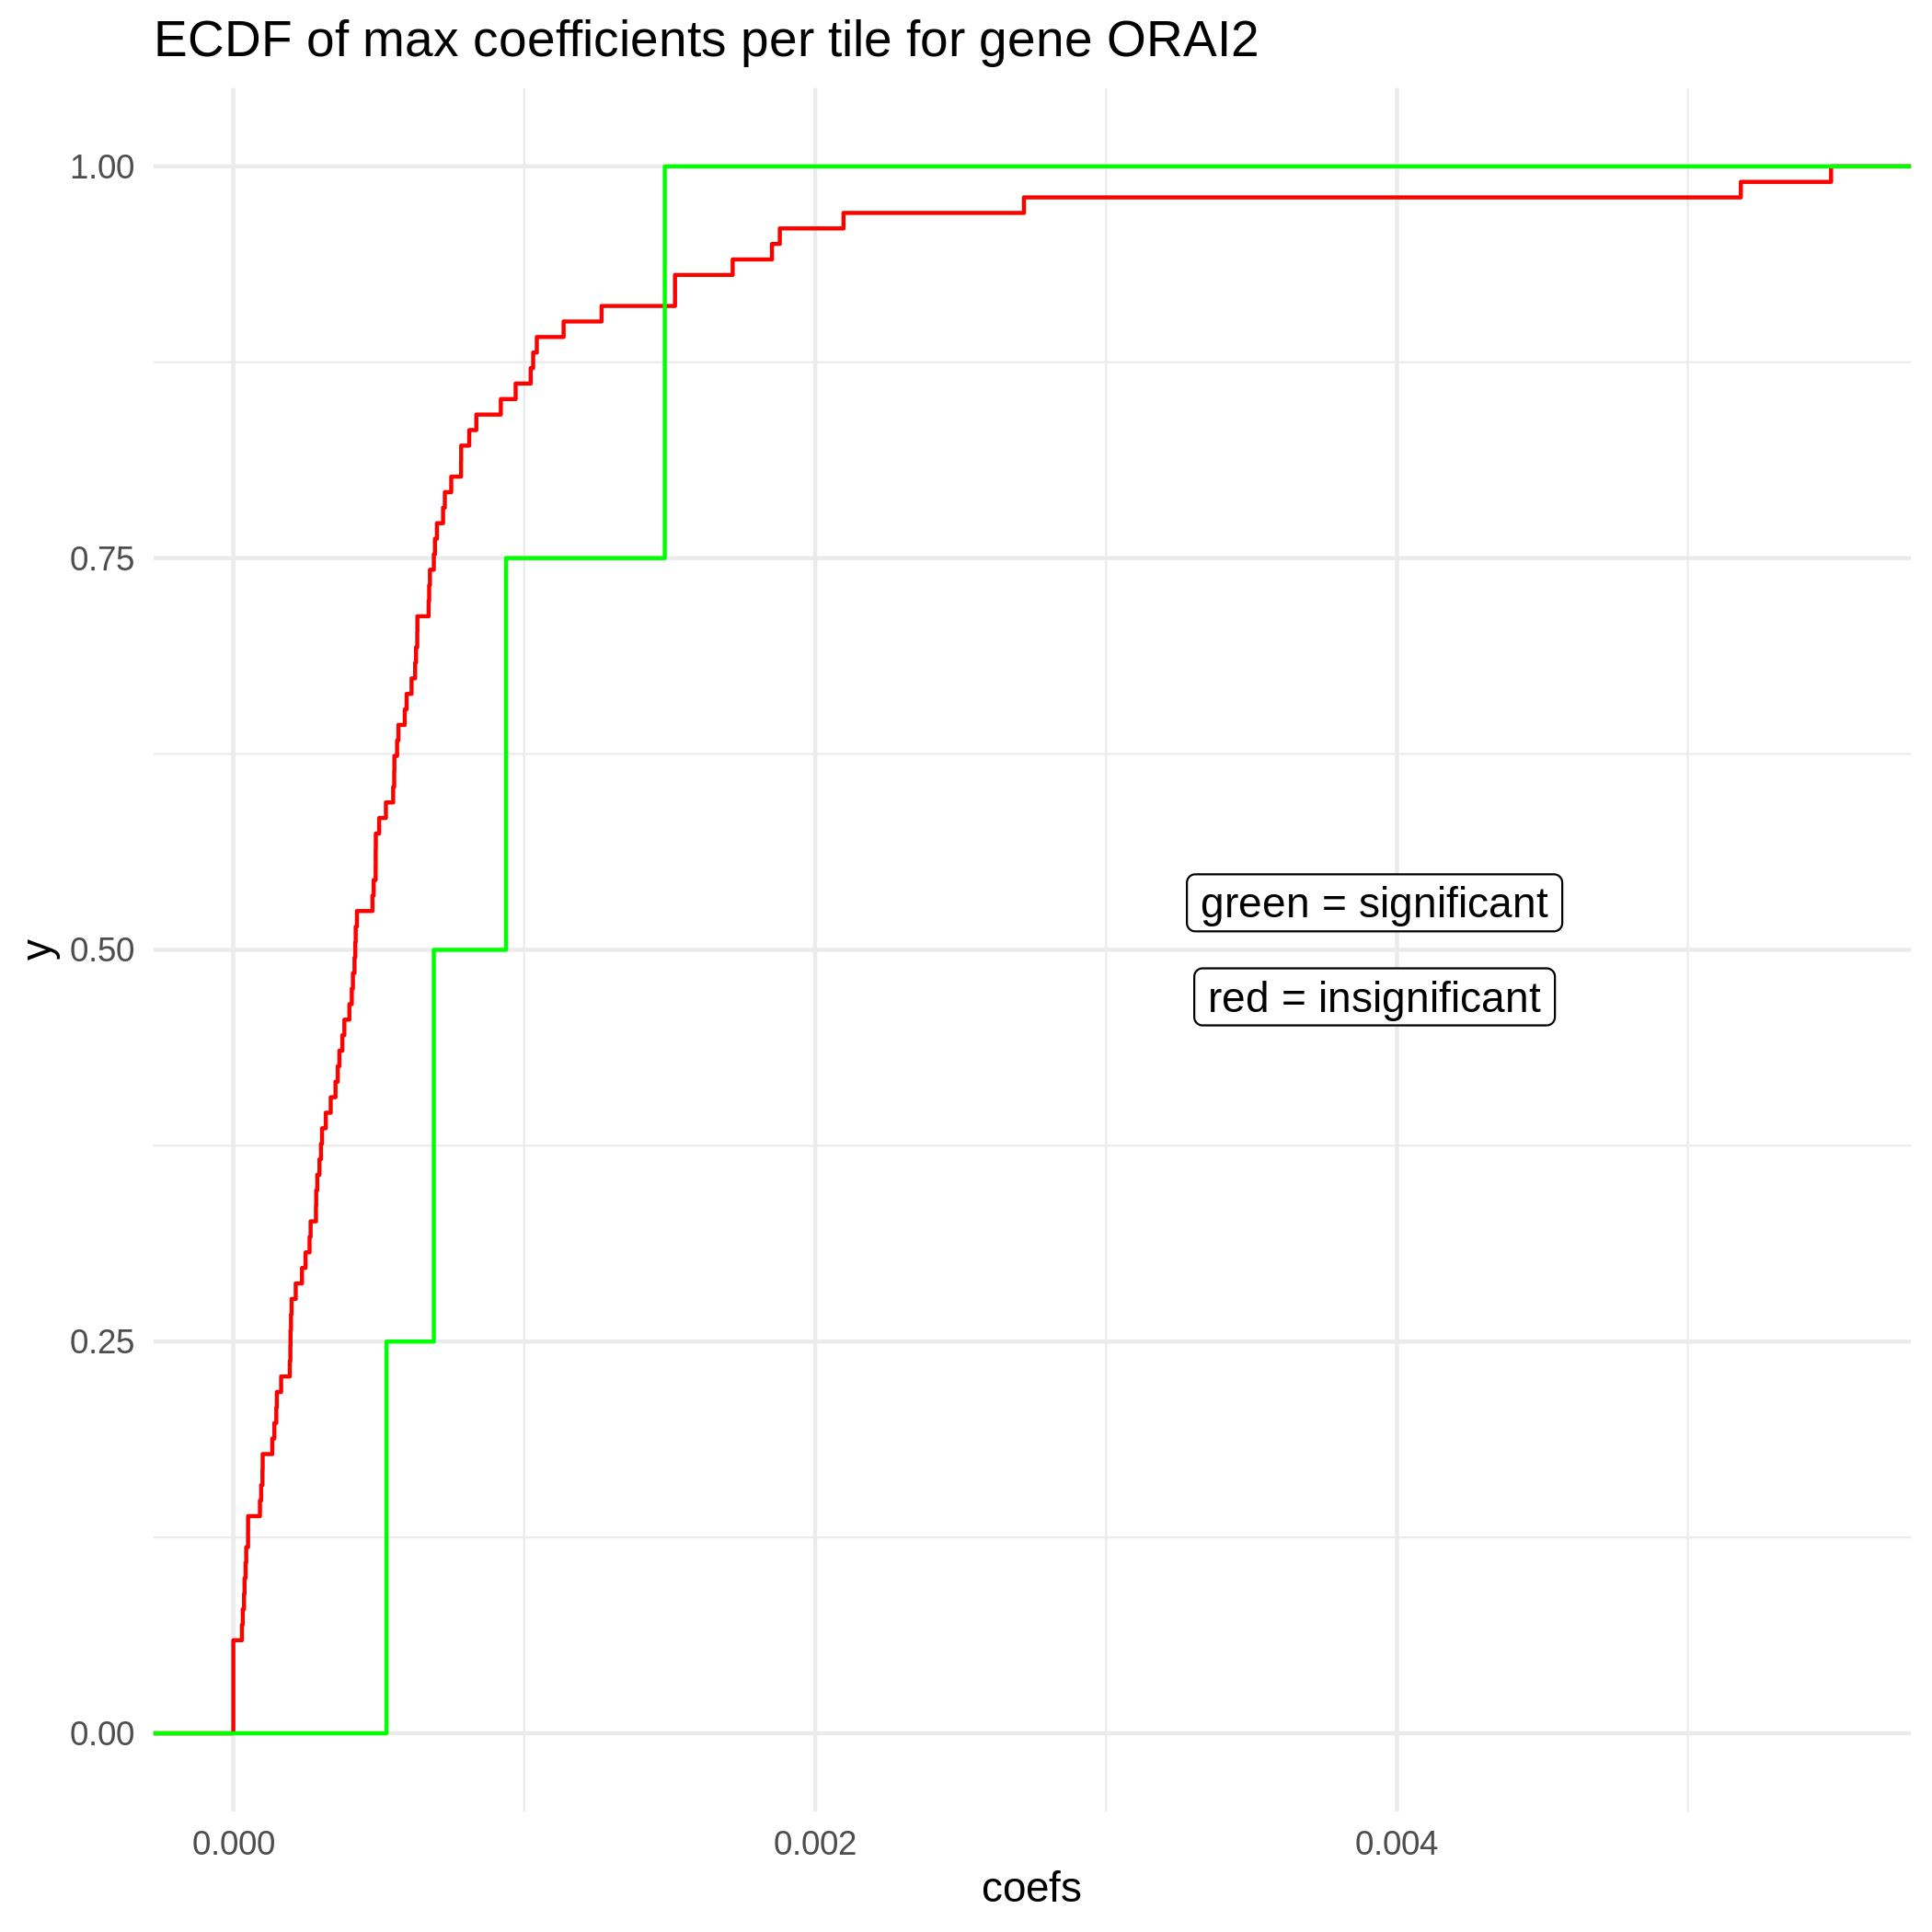 ECDF of max coefficients per tile for gene ORAI2
1.00
0.75
0.50
0.25
0.00
y
green = significant
red = insignificant
0.000 0.002 0.004
coefs